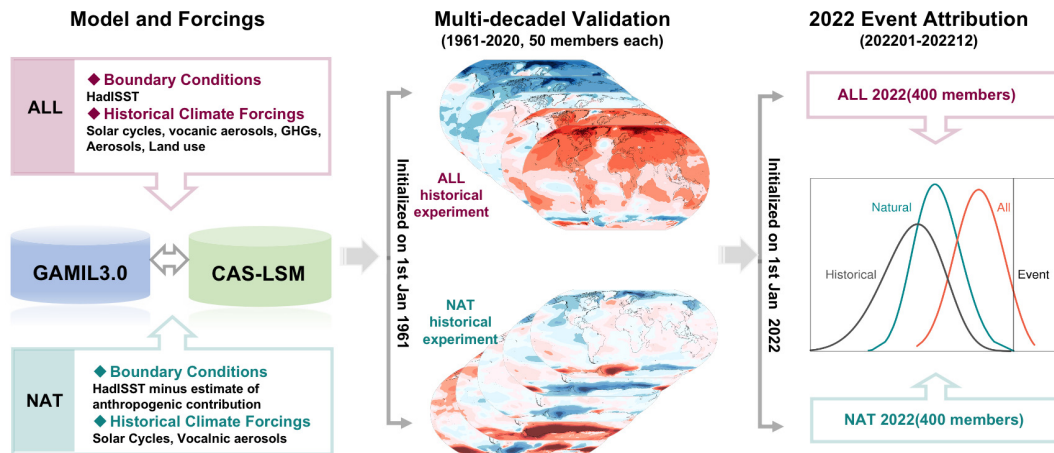 Model and Forcings
ALL
◆ Boundary Conditions
HadISST
◆ Historical Climate Forcings
Solar cycles, vocanic aerosols, GHGs,
Aerosols, Land use
GAMIL3.0
CAS-LSM
NAT
◆ Boundary Conditions
HadISST minus estimate of
anthropogenic contribution
◆ Historical Climate Forcings
Solar Cycles, Vocalnic aerosols
Multi-decadel Validation
(1961-2020, 50 members each)
Initialized on 1st Jan 1961
ALL
historical
experiment
NAT
historical
experiment
2022 Event Attribution
(202201-202212)
Initialized on 1st Jan 2022
ALL 2022(400 members)
Natural
All
Historical
Event
NAT 2022(400 members)